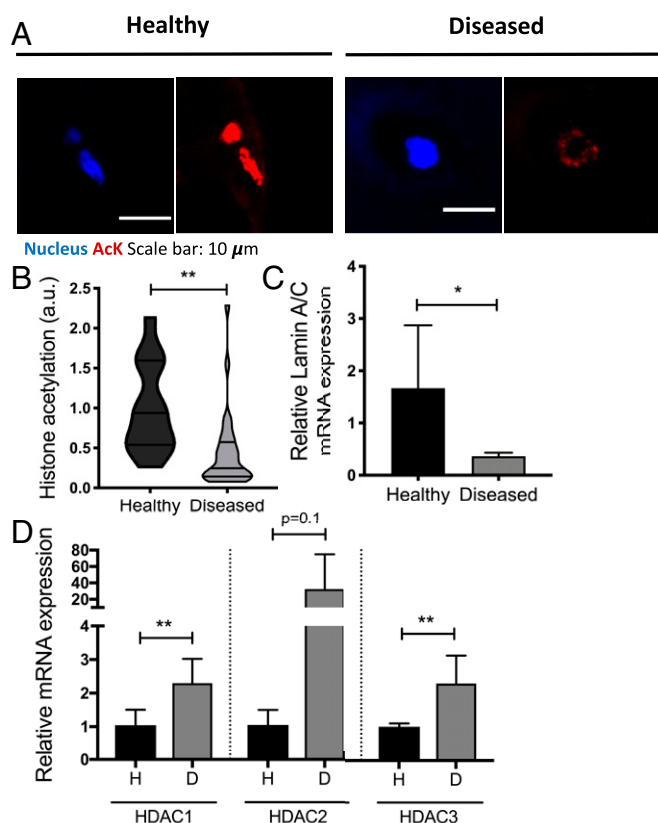 A
Healthy
Diseased
Nucleus AcK Scale bar: 10 µm
B
Histone acetylation (a.u.)
2.5
2.0
1.5
1.0
0.5
0.0
**
Healthy
Diseased
C
Relative Lamin A/C
mRNA expression
4
3
2
1
0
*
Healthy
Diseased
D
Relative mRNA expression
80
60
40
20
4
3
2
1
0
**
p=0.1
**
H
D
H
D
H
D
HDAC1
HDAC2
HDAC3